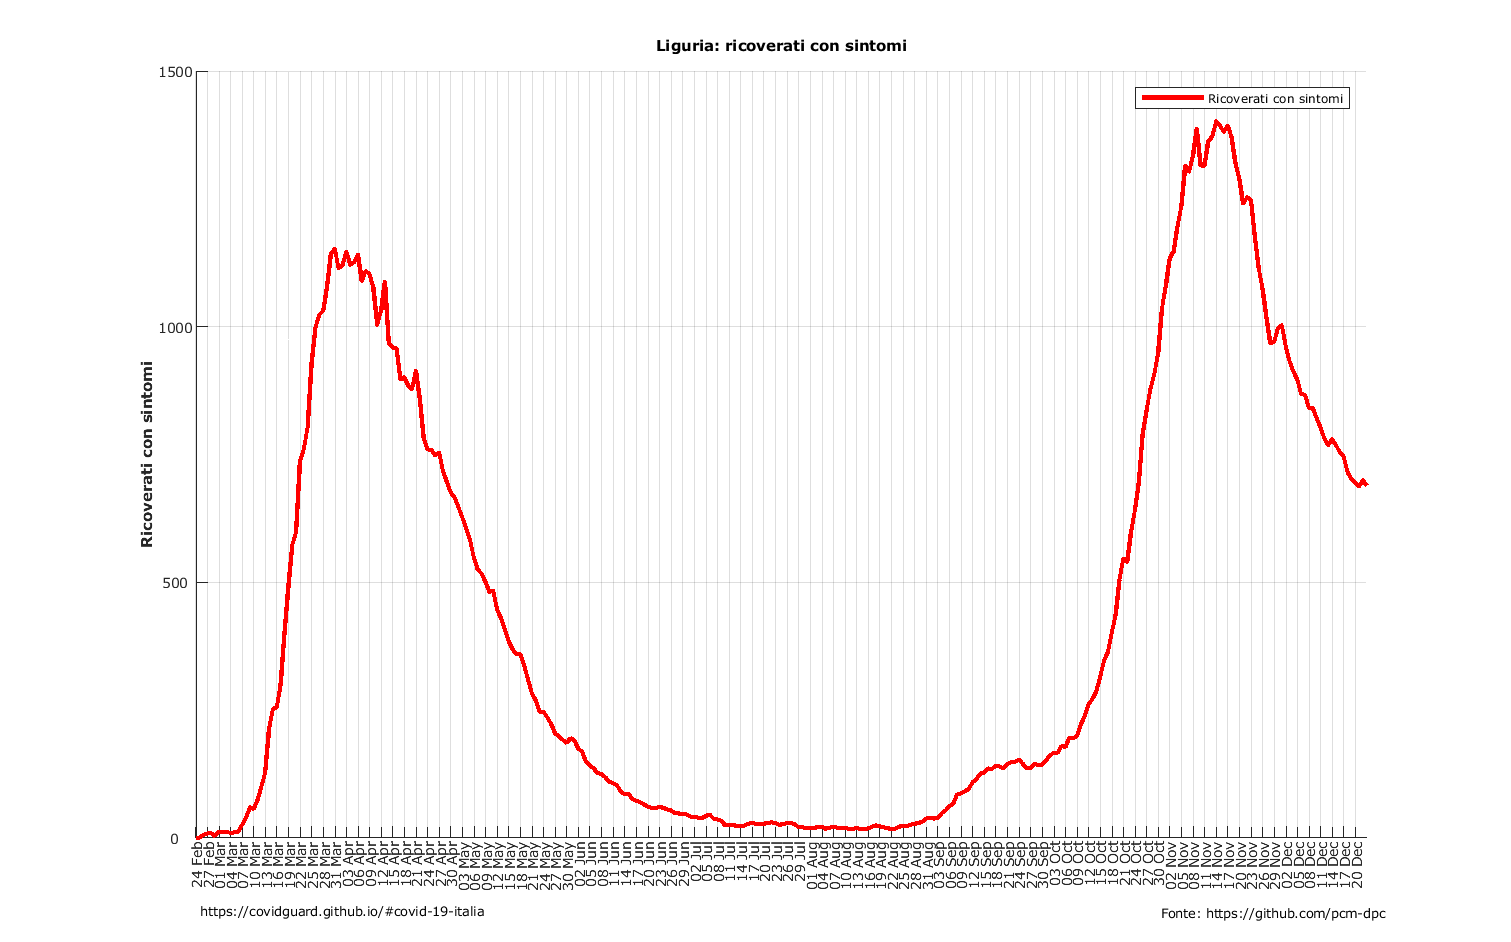 Liguria: ricoverati con sintomi
Ricoverati con sintomi
Ricoverati con sintomi
1500
1000
500
0
24 Feb
27 Feb
01 Mar
04 Mar
07 Mar
10 Mar
13 Mar
16 Mar
19 Mar
22 Mar
25 Mar
28 Mar
31 Mar
03 Apr
06 Apr
09 Apr
12 Apr
15 Apr
18 Apr
21 Apr
24 Apr
27 Apr
30 Apr
03 May
06 May
09 May
12 May
15 May
18 May
21 May
24 May
27 May
30 May
02 Jun
05 Jun
08 Jun
11 Jun
14 Jun
17 Jun
20 Jun
23 Jun
26 Jun
29 Jun
02 Jul
05 Jul
08 Jul
11 Jul
14 Jul
17 Jul
20 Jul
23 Jul
26 Jul
29 Jul
01 Aug
04 Aug
07 Aug
10 Aug
13 Aug
16 Aug
19 Aug
22 Aug
25 Aug
28 Aug
31 Aug
03 Sep
06 Sep
09 Sep
12 Sep
15 Sep
18 Sep
21 Sep
24 Sep
27 Sep
30 Sep
03 Oct
06 Oct
09 Oct
12 Oct
15 Oct
18 Oct
21 Oct
24 Oct
27 Oct
30 Oct
02 Nov
05 Nov
08 Nov
11 Nov
14 Nov
17 Nov
20 Nov
23 Nov
26 Nov
29 Nov
02 Dec
05 Dec
08 Dec
11 Dec
14 Dec
17 Dec
20 Dec
https://covidguard.github.io/#covid-19-italia
Fonte: https://github.com/pcm-dpc